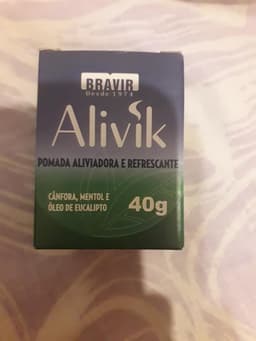 BRAVIR
Desde 1974
Alivik
POMADA ALIVIADORA E REFRESCANTE
CÂNFORA, MENTOL E
ÓLEO DE EUCALIPTO
40g